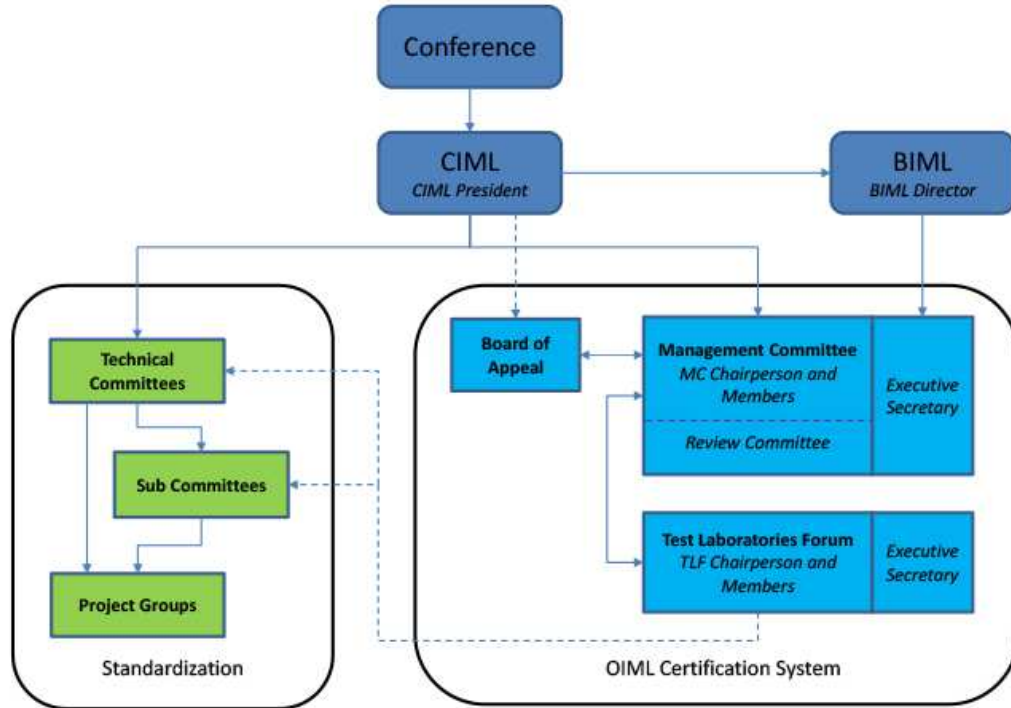 Conference
CIML
CIML President
BIML
BIML Director
Technical
Committees
Sub Committees
Project Groups
Standardization
Board of
Appeal
Management Committee
MC Chairperson and
Members
Review Committee
Executive
Secretary
Test Laboratories Forum
TLF Chairperson and
Members
Executive
Secretary
OIML Certification System